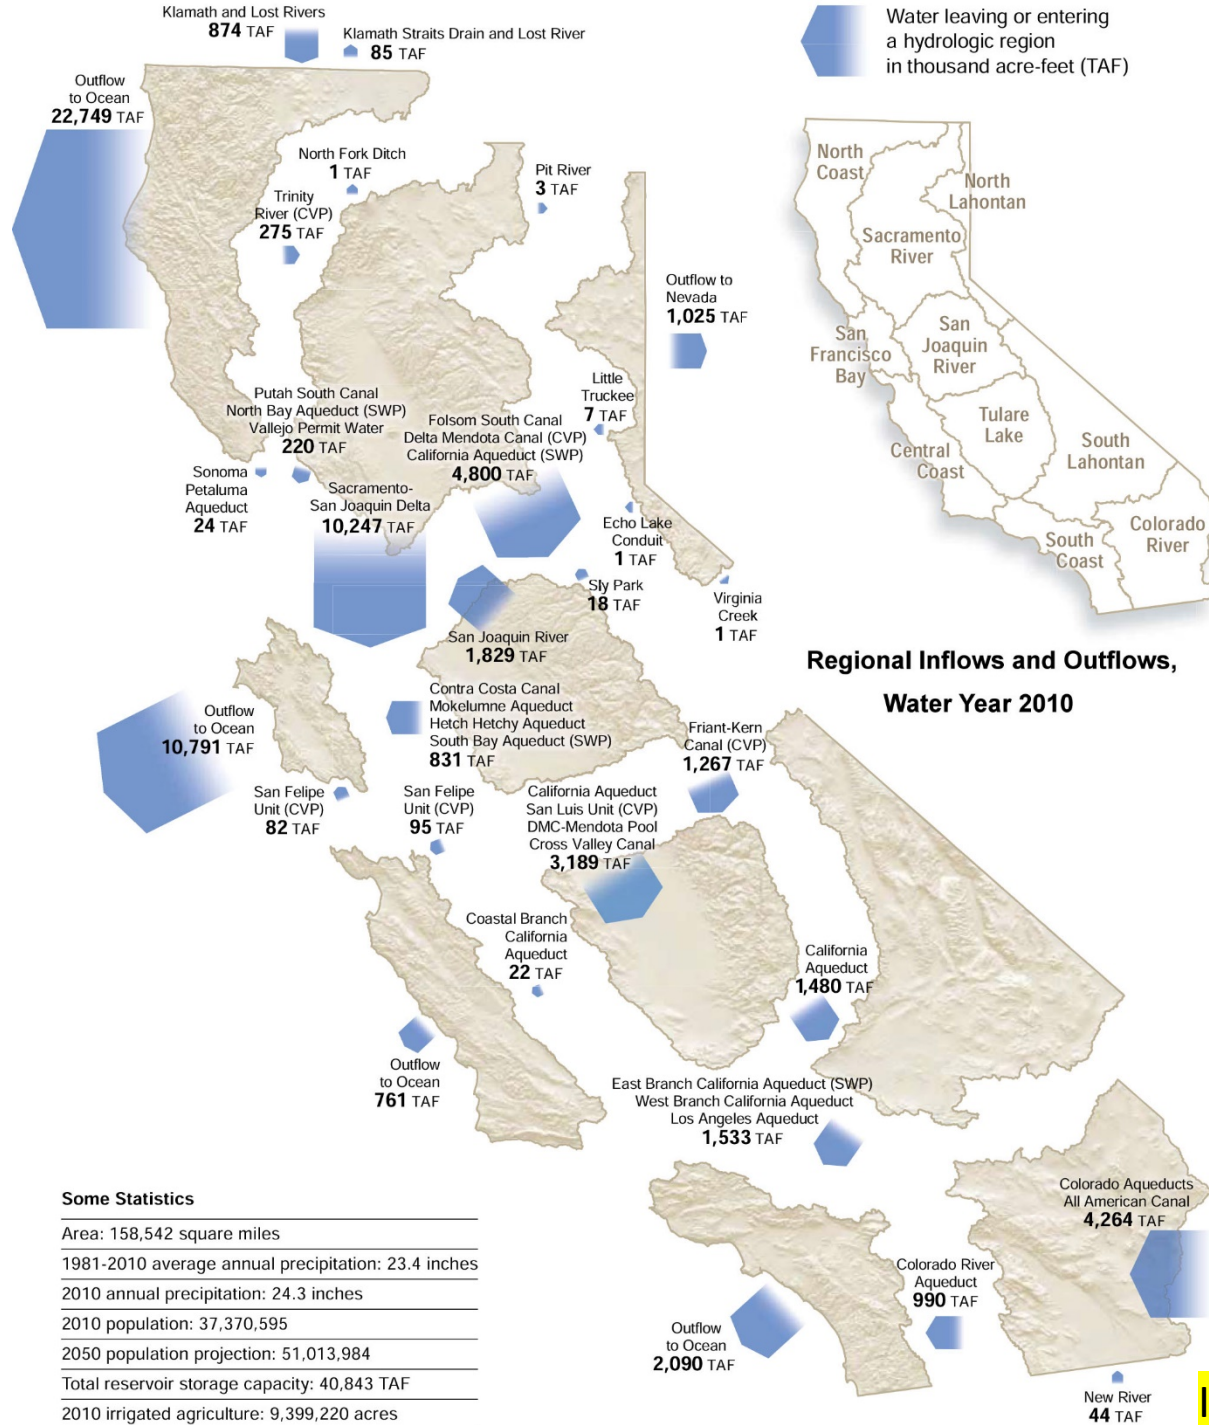 Klamath and Lost Rivers
874 TAF
Klamath Straits Drain and Lost River
85 TAF
Water leaving or entering
a hydrologic region
in thousand acre-feet (TAF)
Outflow
to Ocean
22,749 TAF
North Fork Ditch
1 TAF
Trinity
River (CVP)
275 TAF
Pit River
3 TAF
North
Coast
North
Lahontan
Sacramento
River
San
Francisco
Bay
San
Joaquin
River
Tulare
Lake
Central
Coast
South
Lahontan
South
Coast
Colorado
River
Outflow to
Nevada
1,025 TAF
Putah South Canal
North Bay Aqueduct (SWP)
Vallejo Permit Water
220 TAF
Folsom South Canal
Delta Mendota Canal (CVP)
California Aqueduct (SWP)
4,800 TAF
Little
Truckee
7 TAF
Sonoma
Petaluma
Aqueduct
24 TAF
Sacramento-
San Joaquin Delta
10,247 TAF
Echo Lake
Conduit
1 TAF
Sly Park
18 TAF
Virginia
Creek
1 TAF
San Joaquin River
1,829 TAF
Regional Inflows and Outflows,
Water Year 2010
Outflow
to Ocean
10,791 TAF
Contra Costa Canal
Mokelumne Aqueduct
Hetch Hetchy Aqueduct
South Bay Aqueduct (SWP)
831 TAF
Friant-Kern
Canal (CVP)
1,267 TAF
San Felipe
Unit (CVP)
82 TAF
San Felipe
Unit (CVP)
95 TAF
California Aqueduct
San Luis Unit (CVP)
DMC-Mendota Pool
Cross Valley Canal
3,189 TAF
Coastal Branch
California
Aqueduct
22 TAF
California
Aqueduct
1,480 TAF
Outflow
to Ocean
761 TAF
East Branch California Aqueduct (SWP)
West Branch California Aqueduct
Los Angeles Aqueduct
1,533 TAF
Colorado Aqueducts
All American Canal
4,264 TAF
Colorado River
Aqueduct
990 TAF
Outflow
to Ocean
2,090 TAF
New River
44 TAF
Some Statistics
Area: 158,542 square miles
1981-2010 average annual precipitation: 23.4 inches
2010 annual precipitation: 24.3 inches
2010 population: 37,370,595
2050 population projection: 51,013,984
Total reservoir storage capacity: 40,843 TAF
2010 irrigated agriculture: 9,399,220 acres